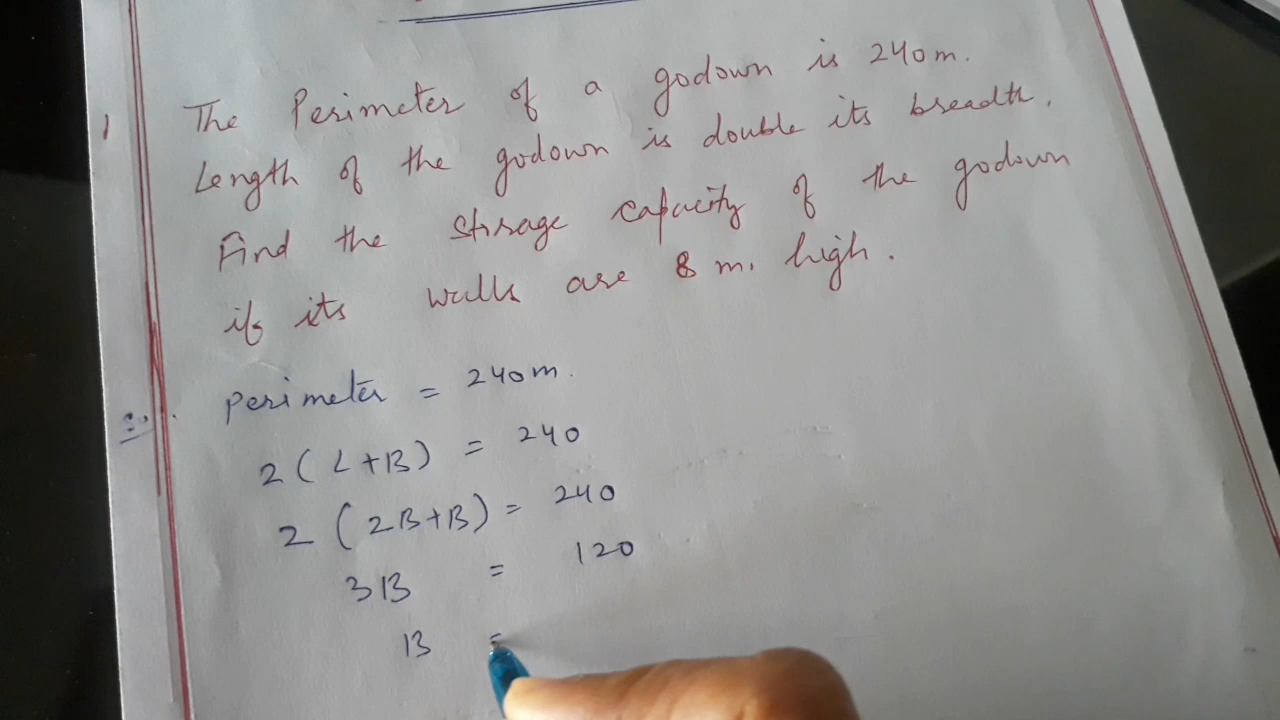 1 The Perimeter of a godown is 240m.
Length of the godown is double its breadth.
Find the storage capacity of the godown
if its walls are 8 m. high.
perimeter = 240m.
2 ( L + B ) = 240
2 ( 2B + B ) = 240
3B = 120
B =